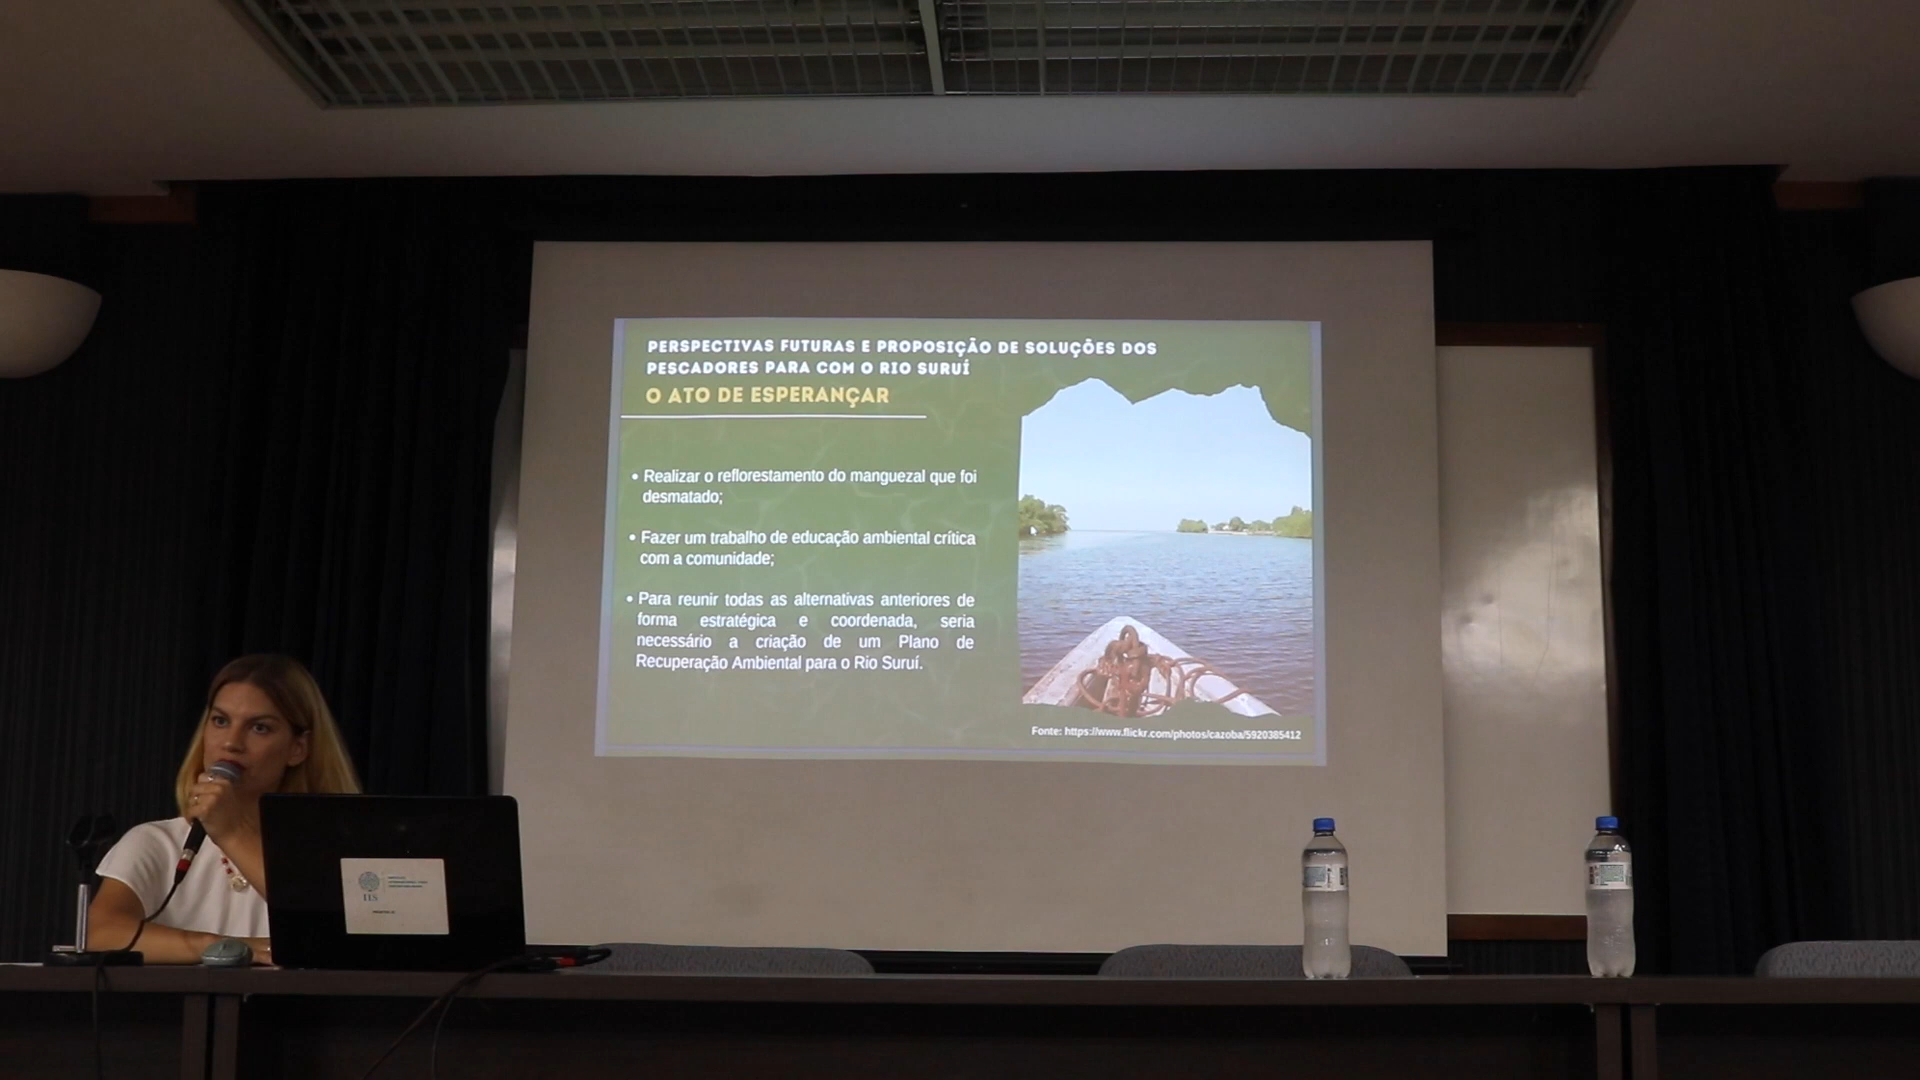 PERSPECTIVAS FUTURAS E PROPOSIÇÃO DE SOLUÇÕES DOS
PESCADORES PARA COM O RIO SURUÍ
O ATO DE ESPERANÇAR
• Realizar o reflorestamento do manguezal que foi
desmatado;
• Fazer um trabalho de educação ambiental crítica
com a comunidade;
• Para reunir todas as alternativas anteriores de
forma estratégica e coordenada, seria
necessário a criação de um Plano de
Recuperação Ambiental para o Rio Suruí.
Fonte: https://www.flickr.com/photos/cazoba/5920385412